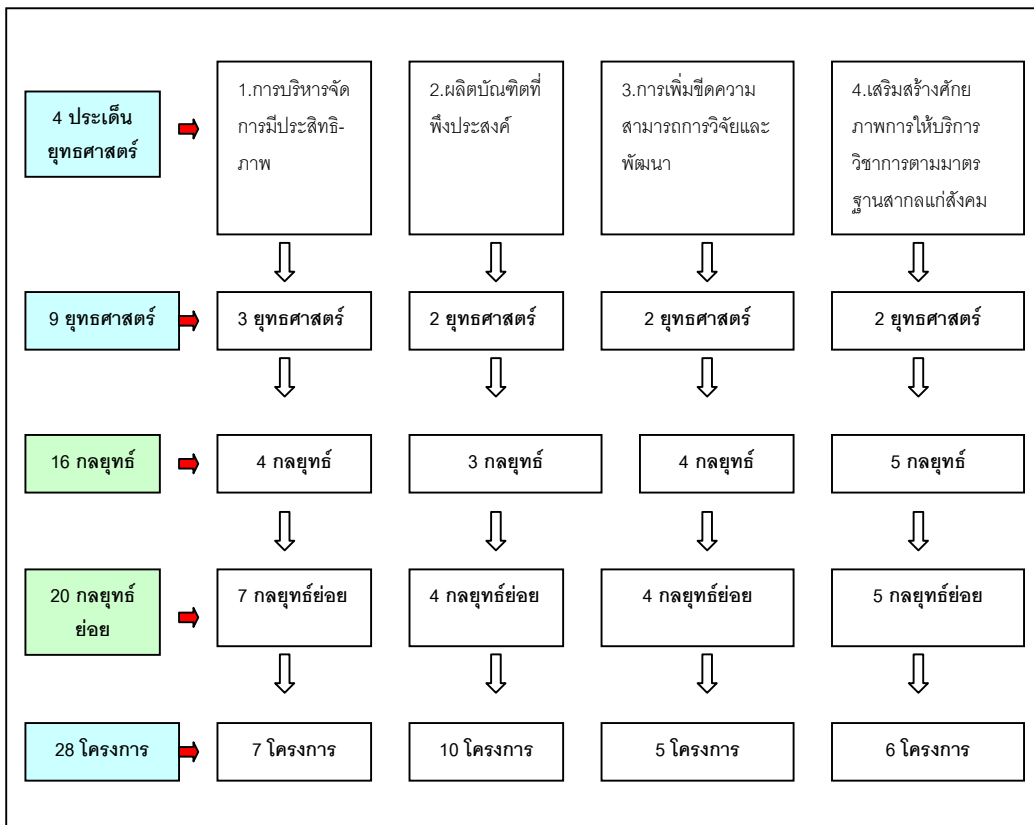 4 ประเด็น
ยุทธศาสตร์
1.การบริหารจัด
การมีประสิทธิ-
ภาพ
2.ผลิตบัณฑิตที่
พึงประสงค์
3.การเพิ่มขีดความ
สามารถการวิจัยและ
พัฒนา
4.เสริมสร้างศักย
ภาพการให้บริการ
วิชาการตามมาตร
ฐานสากลแก่สังคม
9 ยุทธศาสตร์
3 ยุทธศาสตร์
2 ยุทธศาสตร์
2 ยุทธศาสตร์
2 ยุทธศาสตร์
16 กลยุทธ์
4 กลยุทธ์
3 กลยุทธ์
4 กลยุทธ์
5 กลยุทธ์
20 กลยุทธ์
ย่อย
7 กลยุทธ์ย่อย
4 กลยุทธ์ย่อย
4 กลยุทธ์ย่อย
5 กลยุทธ์ย่อย
28 โครงการ
7 โครงการ
10 โครงการ
5 โครงการ
6 โครงการ